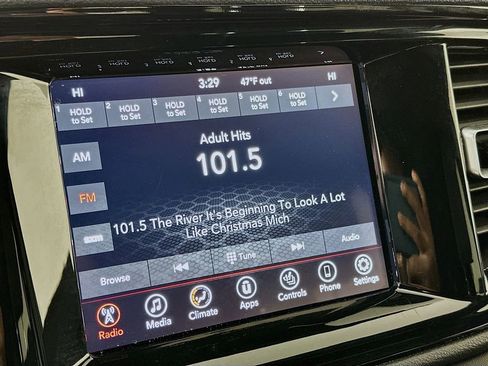 HI 3:29 47°F out HI
1 HOLD to Set 2 HOLD to Set 3 HOLD to Set 4 HOLD to Set 5 HOLD to Set 6 HOLD to Set
AM
Adult Hits
101.5
FM
sxm
101.5 The River It's Beginning To Look A Lot
Like Christmas Mich
Browse Tune Audio
Radio Media Climate Apps Controls Phone Settings